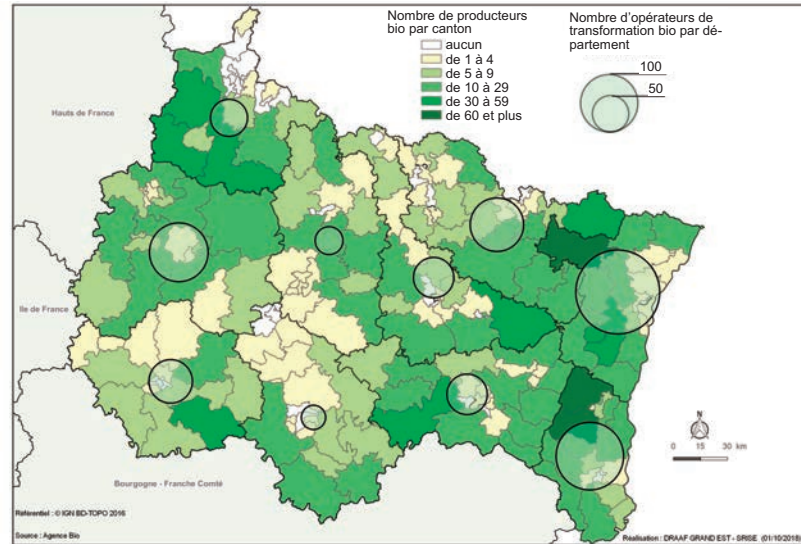 Nombre de producteurs
bio par canton
aucun
de 1 à 4
de 5 à 9
de 10 à 29
de 30 à 59
de 60 et plus
Nombre d'opérateurs de
transformation bio par dé-
partement
100
50
Hauts de France
Ile de France
Bourgogne - Franche Comté
N
0 15 30 km
Référentiel : © IGN BD-TOPO 2016
Source : Agence Bio
Réalisation : DRAAF GRAND EST - SRISE (01/10/2018)